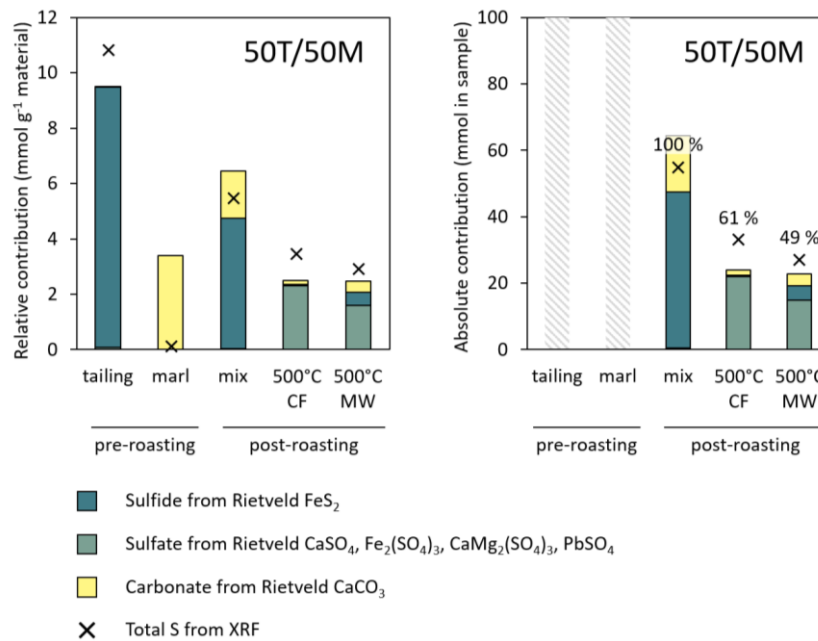 12
10
8
6
4
2
0
Relative contribution (mmol g⁻¹ material)
50T/50M
tailing marl mix 500°C CF 500°C MW
pre-roasting post-roasting
100
80
60
40
20
0
Absolute contribution (mmol in sample)
50T/50M
100 %
61 %
49 %
tailing marl mix 500°C CF 500°C MW
pre-roasting post-roasting
Sulfide from Rietveld FeS₂
Sulfate from Rietveld CaSO₄, Fe₂(SO₄)₃, CaMg₂(SO₄)₃, PbSO₄
Carbonate from Rietveld CaCO₃
Total S from XRF